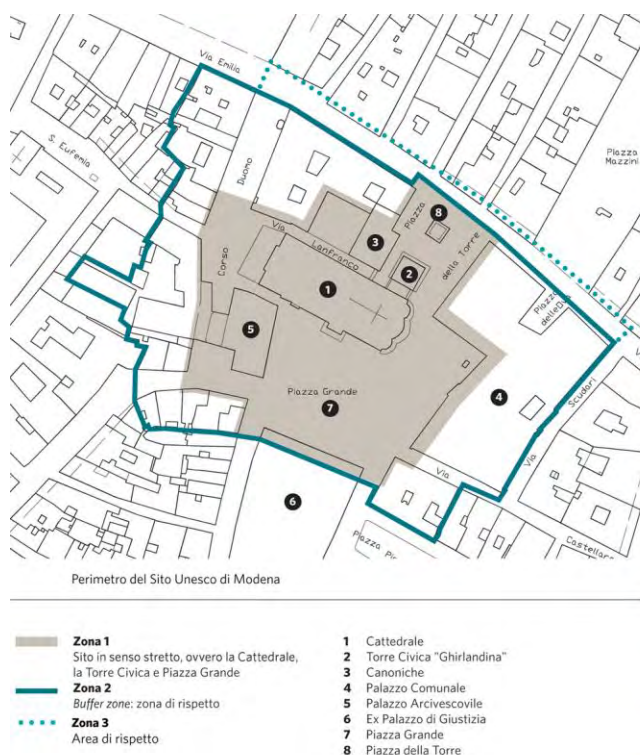 Via Emilia
S. Eufemia
Piazza
Mazzini
Duomo
Corso
Via
Lanfranco
Piazza
della Torre
8
3
2
1
5
Piazza
4
Scudari
Via
Piazza Grande
7
Via
6
Piazza
Perimetro del Sito Unesco di Modena
Zona 1
Sito in senso stretto, ovvero la Cattedrale,
la Torre Civica e Piazza Grande
Zona 2
Buffer zone: zona di rispetto
Zona 3
Area di rispetto
1 Cattedrale
2 Torre Civica "Ghirlandina"
3 Canoniche
4 Palazzo Comunale
5 Palazzo Arcivescovile
6 Ex Palazzo di Giustizia
7 Piazza Grande
8 Piazza della Torre